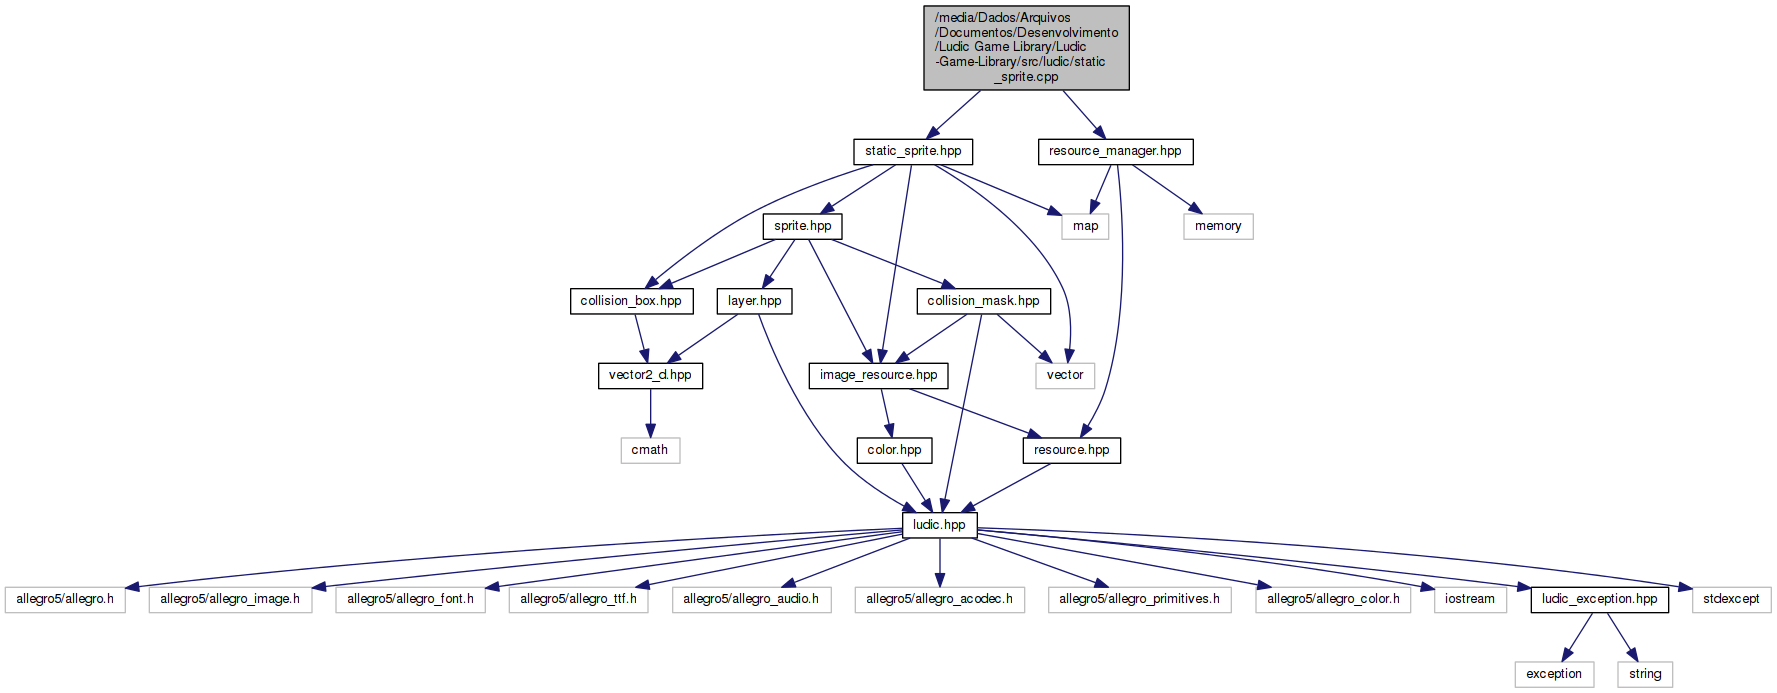 /media/Dados/Arquivos
/Documentos/Desenvolvimento
/Ludic Game Library/Ludic
-Game-Library/src/ludic/static
_sprite.cpp
static_sprite.hpp
resource_manager.hpp
sprite.hpp
map
memory
collision_box.hpp
layer.hpp
collision_mask.hpp
vector2_d.hpp
image_resource.hpp
vector
cmath
color.hpp
resource.hpp
ludic.hpp
allegro5/allegro.h
allegro5/allegro_image.h
allegro5/allegro_font.h
allegro5/allegro_ttf.h
allegro5/allegro_audio.h
allegro5/allegro_acodec.h
allegro5/allegro_primitives.h
allegro5/allegro_color.h
iostream
ludic_exception.hpp
stdexcept
exception
string